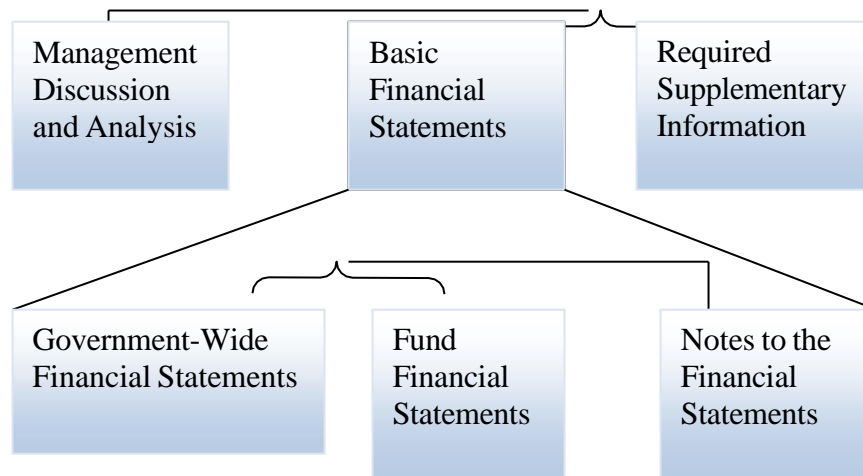 Management
Discussion
and Analysis
Basic
Financial
Statements
Required
Supplementary
Information
Government-Wide
Financial Statements
Fund
Financial
Statements
Notes to the
Financial
Statements